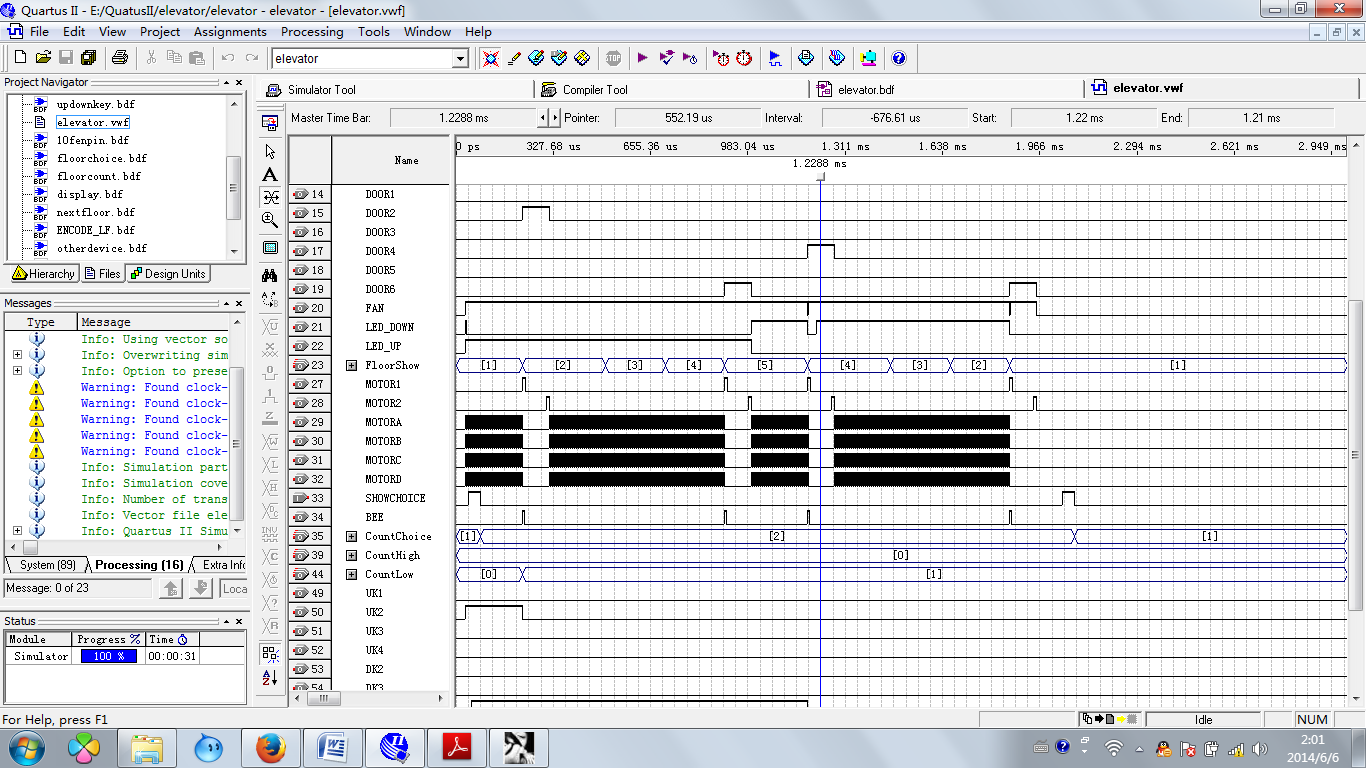 Quartus II - E:/QuatusII/elevator/elevator - elevator - [elevator.vwf]
File Edit View Project Assignments Processing Tools Window Help
elevator
Project Navigator
updownkey.bdf
elevator.vwf
10fenpin.bdf
floorchoice.bdf
floorcount.bdf
display.bdf
nextfloor.bdf
ENCODE_LF.bdf
otherdevice.bdf
Hierarchy Files Design Units
Messages
Type Message
Info: Using vector so
Info: Overwriting sim
Info: Option to prese
Warning: Found clock-
Warning: Found clock-
Warning: Found clock-
Warning: Found clock-
Warning: Found clock-
Info: Simulation part
Info: Simulation cove
Info: Number of trans
Info: Vector file ele
Info: Quartus II Simu
System (89) Processing (16) Extra Info
Message: 0 of 23 Loca
Status
Module Progress % Time
Simulator 100 % 00:00:31
Simulator Tool Compiler Tool elevator.bdf elevator.vwf
Master Time Bar: 1.2288 ms Pointer: 552.19 us Interval: -676.61 us Start: 1.22 ms End: 1.21 ms
Name
0 ps 327.68 us 655.36 us 983.04 us 1.311 ms 1.638 ms 1.966 ms 2.294 ms 2.621 ms 2.949 ms
1.2288 ms
14 DOOR1
15 DOOR2
16 DOOR3
17 DOOR4
18 DOOR5
19 DOOR6
20 FAN
21 LED_DOWN
22 LED_UP
23 FloorShow [1] [2] [3] [4] [5] [4] [3] [2] [1]
27 MOTOR1
28 MOTOR2
29 MOTORA
30 MOTORB
31 MOTORC
32 MOTORD
33 SHOWCHOICE
34 BEE
35 CountChoice [1] [2] [1]
39 CountHigh [0]
44 CountLow [0] [1]
49 UK1
50 UK2
51 UK3
52 UK4
53 DK2
54 DK3
For Help, press F1 Idle NUM
2:01
2014/6/6